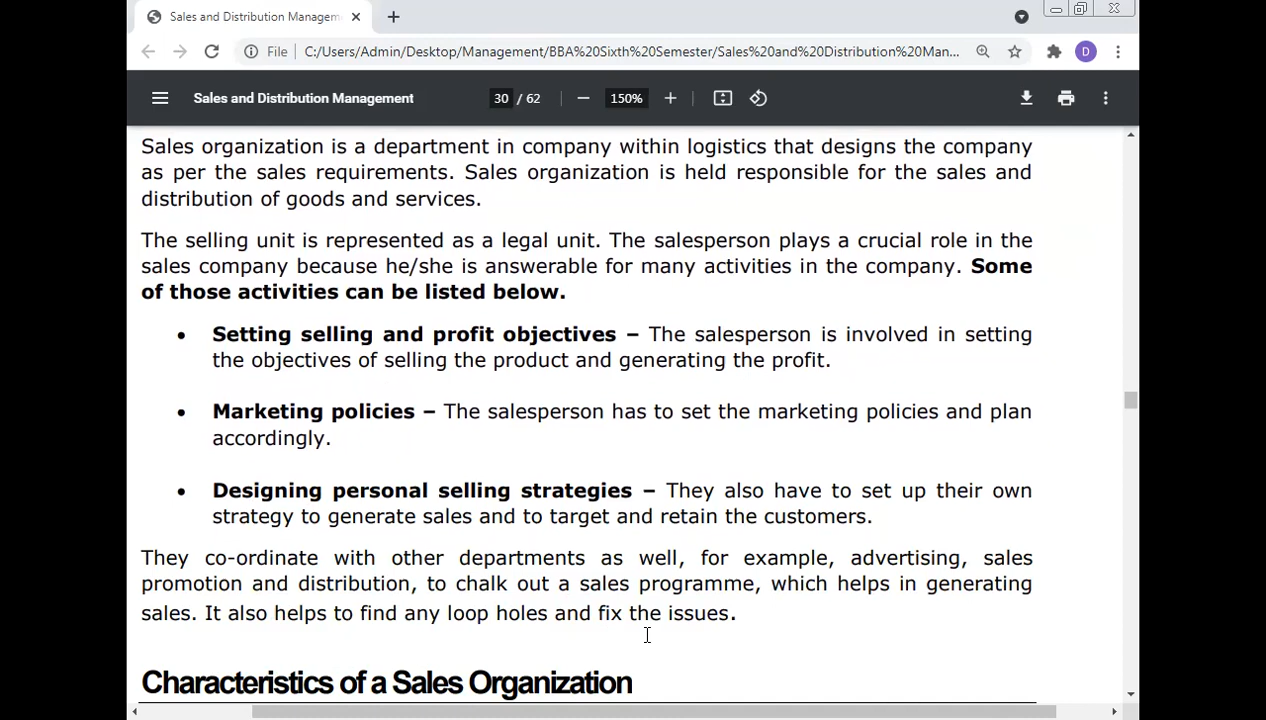 Sales and Distribution Managem
File C:/Users/Admin/Desktop/Management/BBA%20Sixth%20Semester/Sales%20and%20Distribution%20Man...
Sales and Distribution Management 30 / 62 150%
Sales organization is a department in company within logistics that designs the company
as per the sales requirements. Sales organization is held responsible for the sales and
distribution of goods and services.
The selling unit is represented as a legal unit. The salesperson plays a crucial role in the
sales company because he/she is answerable for many activities in the company. Some
of those activities can be listed below.
• Setting selling and profit objectives – The salesperson is involved in setting
the objectives of selling the product and generating the profit.
• Marketing policies – The salesperson has to set the marketing policies and plan
accordingly.
• Designing personal selling strategies – They also have to set up their own
strategy to generate sales and to target and retain the customers.
They co-ordinate with other departments as well, for example, advertising, sales
promotion and distribution, to chalk out a sales programme, which helps in generating
sales. It also helps to find any loop holes and fix the issues.
Characteristics of a Sales Organization